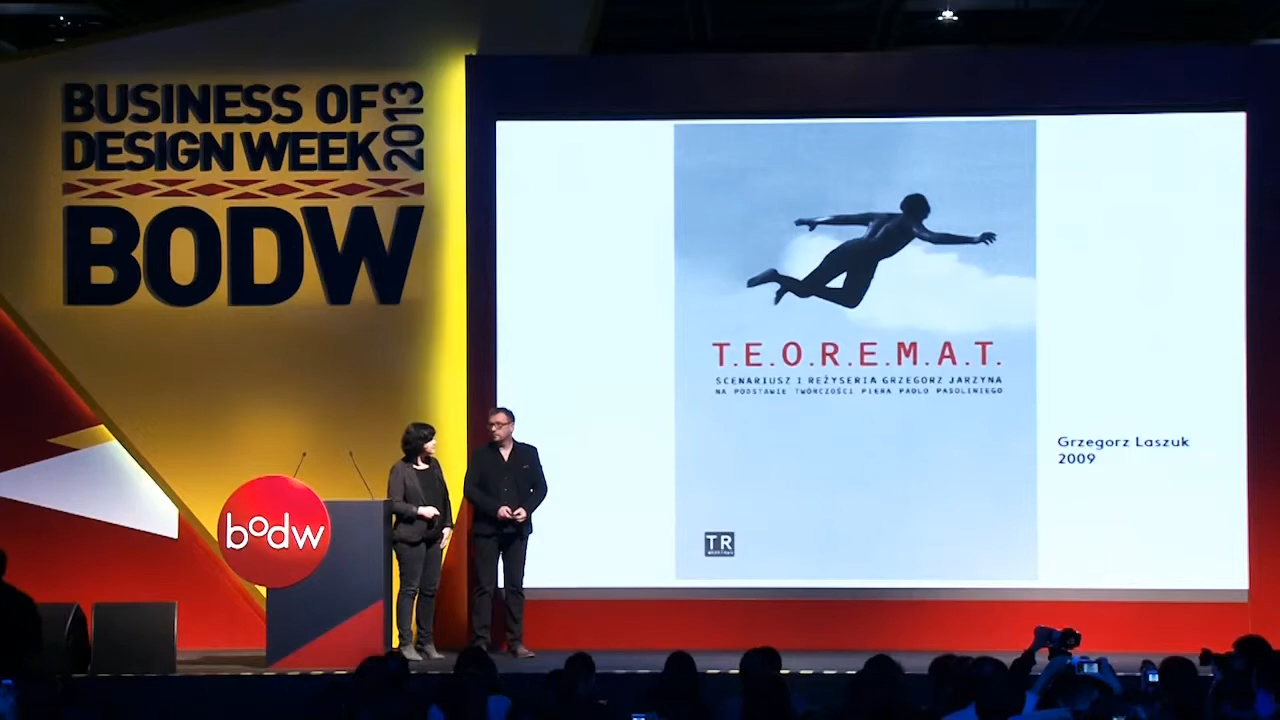 BUSINESS OF
DESIGN WEEK
2013
BODW
bodw
T.E.O.R.E.M.A.T.
SCENARIUSZ I REŻYSERIA GRZEGORZ JARZYNA
NA PODSTAWIE TWÓRCZOŚCI PIERA PAOLO PASOLINIEGO
Grzegorz Laszuk
2009
TR